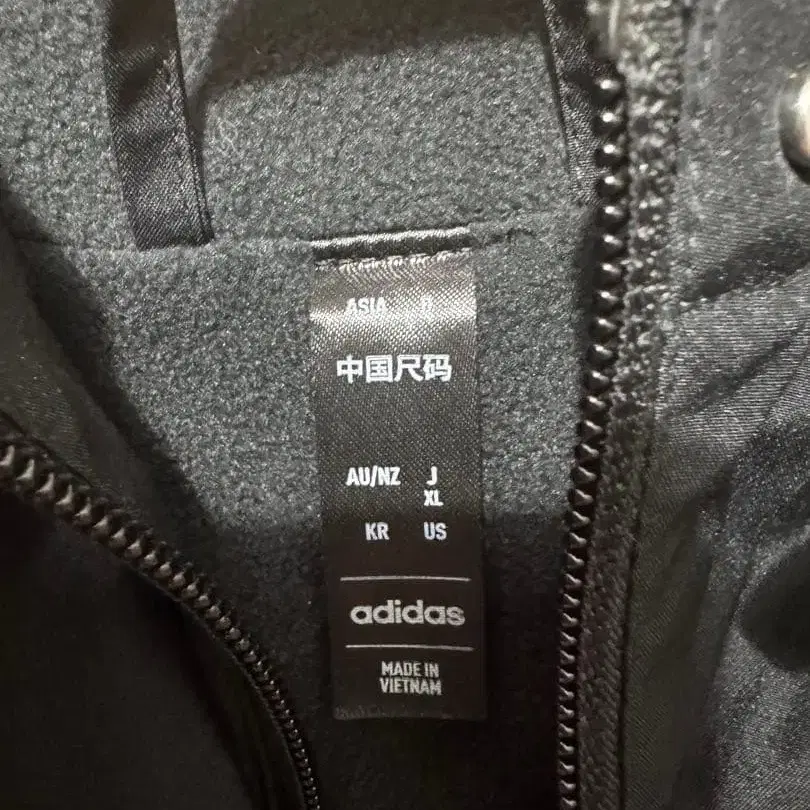 ASIA
中国尺码
AU/NZ J
XL
KR US
adidas
MADE IN
VIETNAM